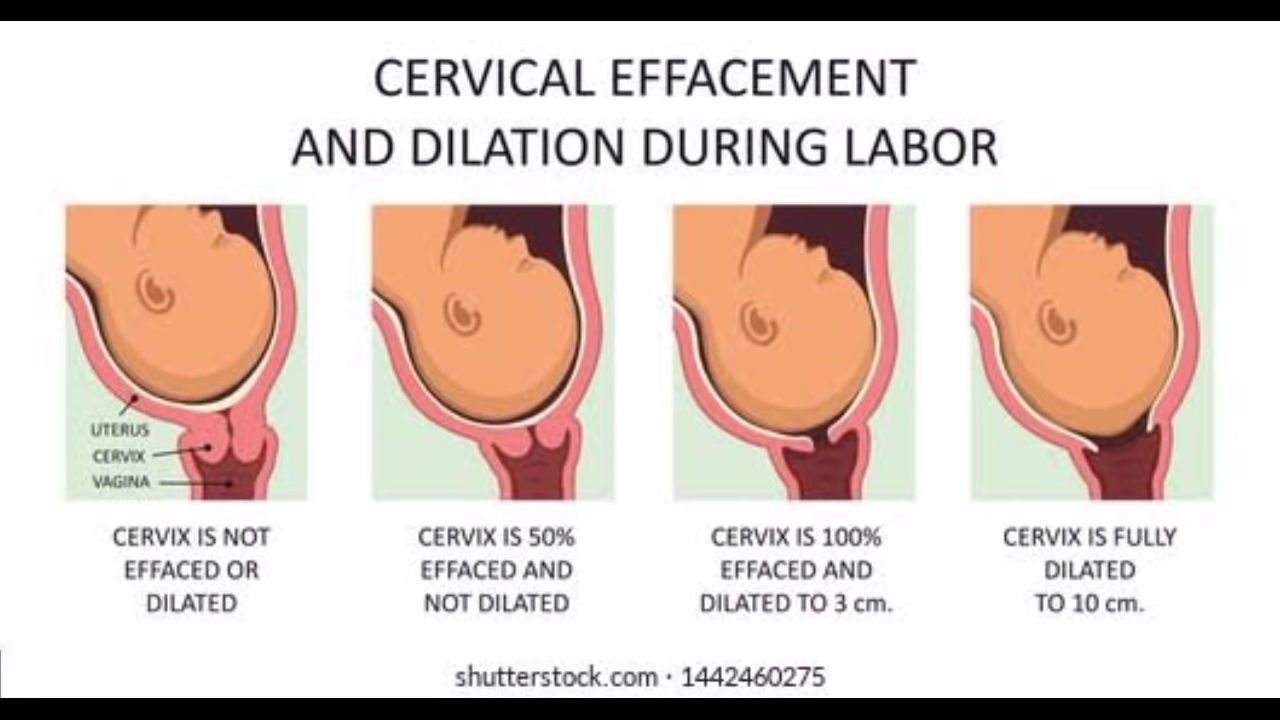 CERVICAL EFFACEMENT
AND DILATION DURING LABOR
UTERUS
CERVIX
VAGINA
CERVIX IS NOT
EFFACED OR
DILATED
CERVIX IS 50%
EFFACED AND
NOT DILATED
CERVIX IS 100%
EFFACED AND
DILATED TO 3 cm.
CERVIX IS FULLY
DILATED
TO 10 cm.
shutterstock.com · 1442460275